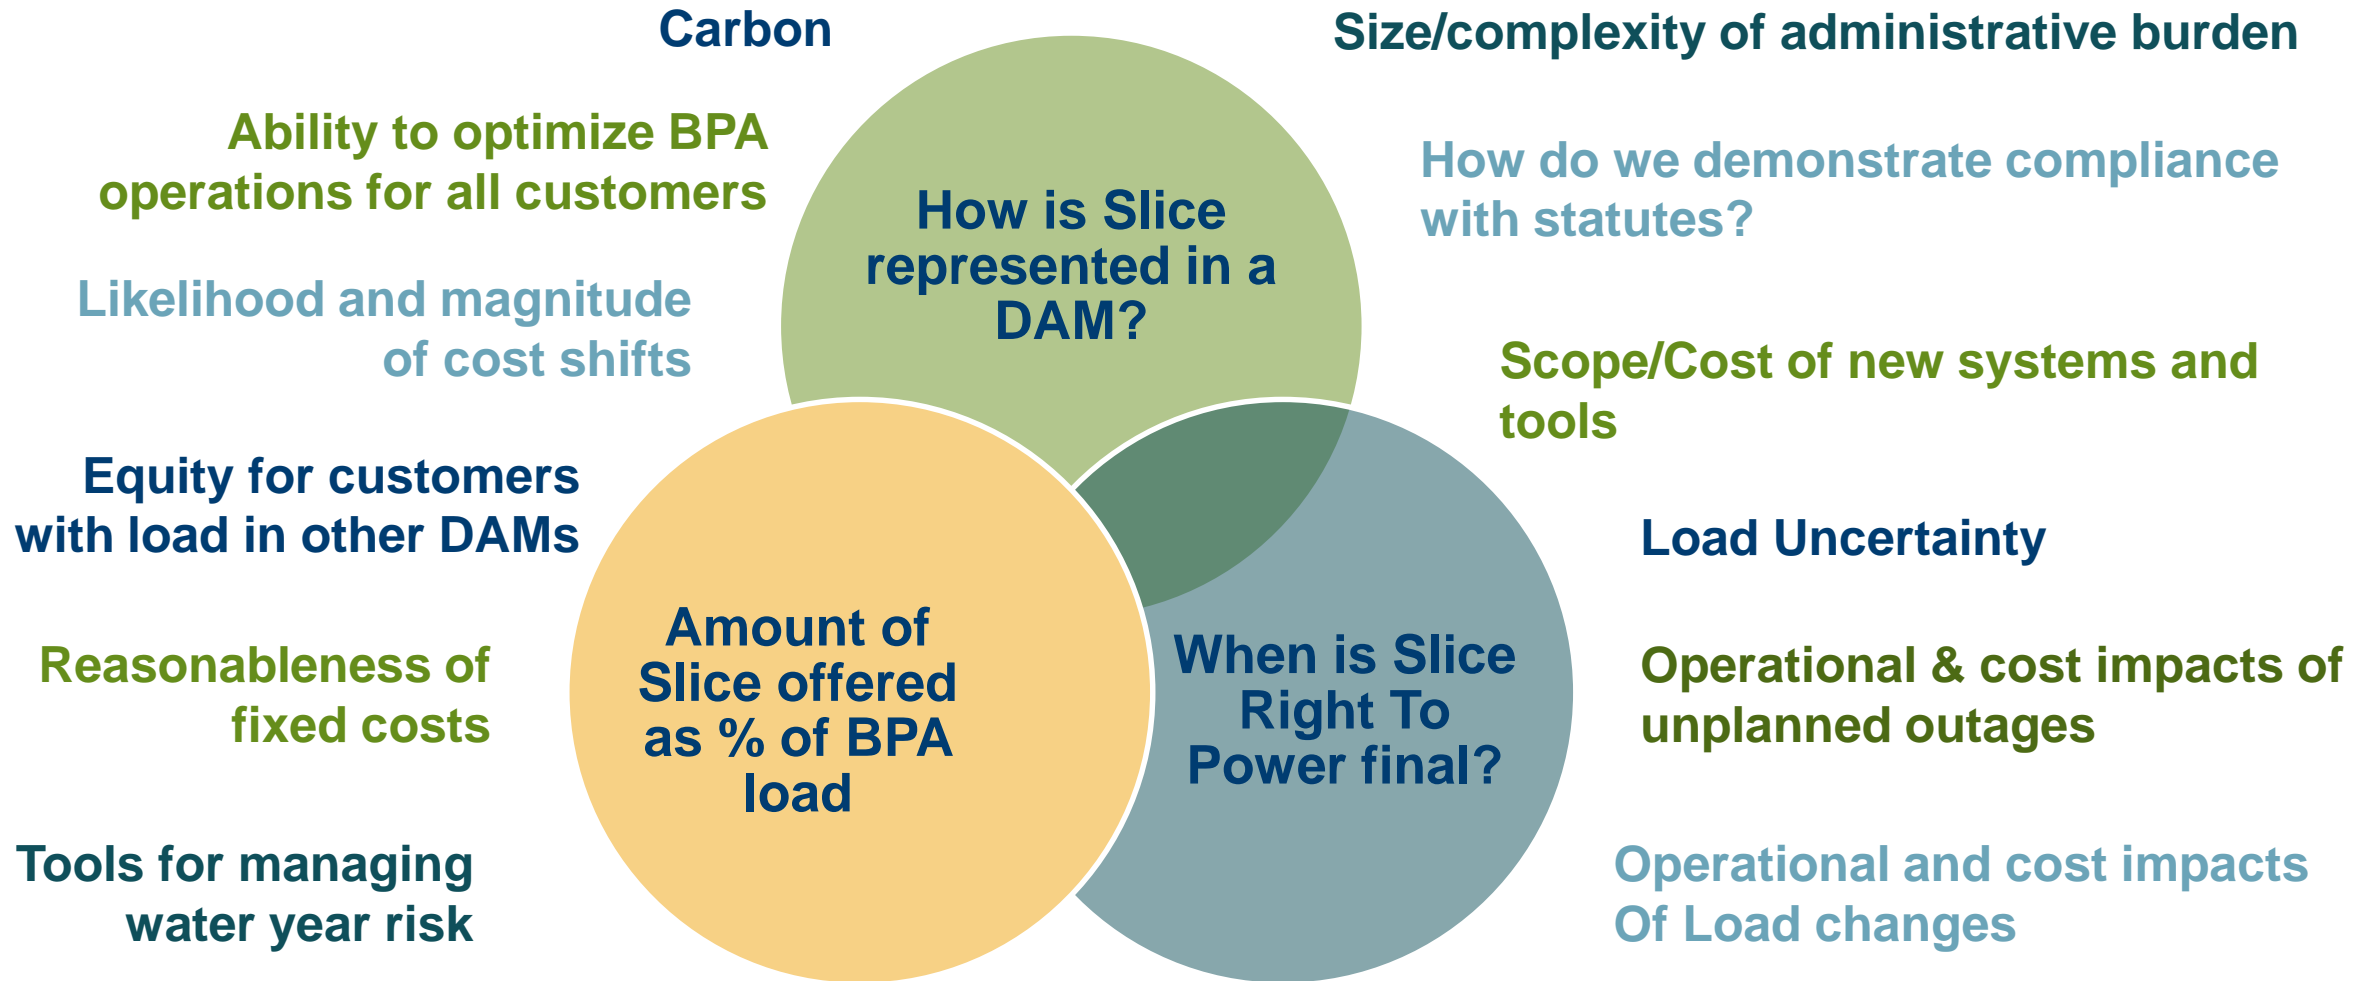 Carbon
Ability to optimize BPA
operations for all customers
Likelihood and magnitude
of cost shifts
Equity for customers
with load in other DAMs
Reasonableness of
fixed costs
Tools for managing
water year risk
How is Slice
represented in a
DAM?
Amount of
Slice offered
as % of BPA
load
When is Slice
Right To
Power final?
Size/complexity of administrative burden
How do we demonstrate compliance
with statutes?
Scope/Cost of new systems and
tools
Load Uncertainty
Operational & cost impacts of
unplanned outages
Operational and cost impacts
Of Load changes